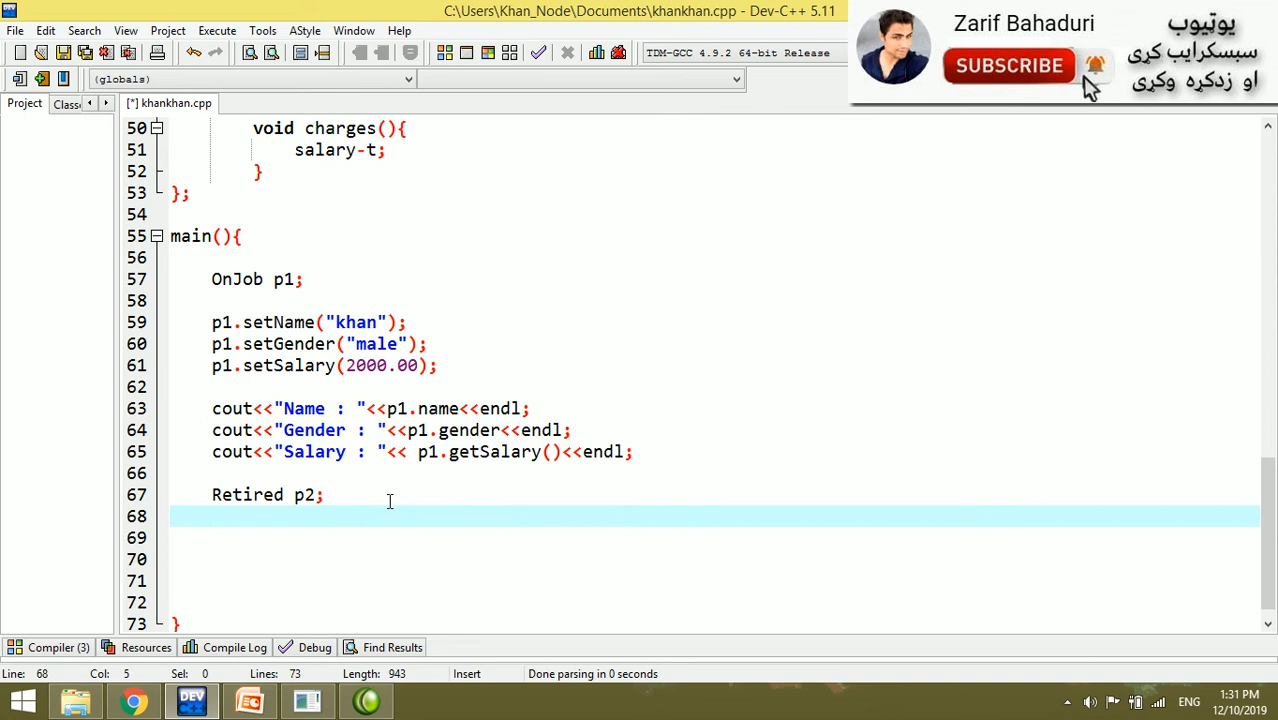 C:\Users\Khan_Node\Documents\khankhan.cpp - Dev-C++ 5.11
File Edit Search View Project Execute Tools AStyle Window Help
TDM-GCC 4.9.2 64-bit Release
(globals)
Zarif Bahaduri
SUBSCRIBE
یوټیوب
سبسکرایب کړی
او زدکړه وکړی
Project Classe [*] khankhan.cpp
50 void charges(){
51 salary-t;
52 }
53 };
54
55 main(){
56
57 OnJob p1;
58
59 p1.setName("khan");
60 p1.setGender("male");
61 p1.setSalary(2000.00);
62
63 cout<<"Name : "<<p1.name<<endl;
64 cout<<"Gender : "<<p1.gender<<endl;
65 cout<<"Salary : "<< p1.getSalary()<<endl;
66
67 Retired p2;
68
69
70
71
72
73 }
Compiler (3) Resources Compile Log Debug Find Results
Line: 68 Col: 5 Sel: 0 Lines: 73 Length: 943 Insert Done parsing in 0 seconds
DEV C++
ENG
1:31 PM
12/10/2019